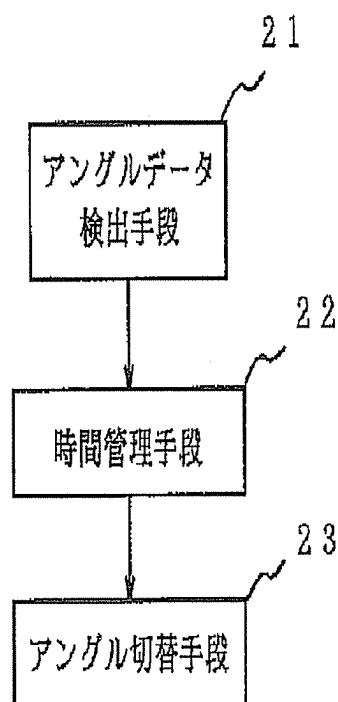 21
アングルデータ
検出手段
22
時間管理手段
23
アングル切替手段